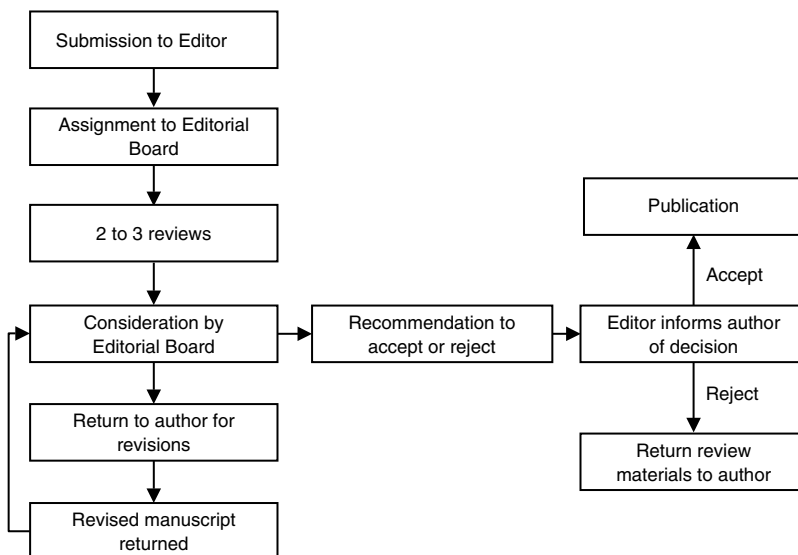 Submission to Editor
Assignment to Editorial
Board
2 to 3 reviews
Consideration by
Editorial Board
Return to author for
revisions
Revised manuscript
returned
Recommendation to
accept or reject
Editor informs author
of decision
Accept
Publication
Reject
Return review
materials to author